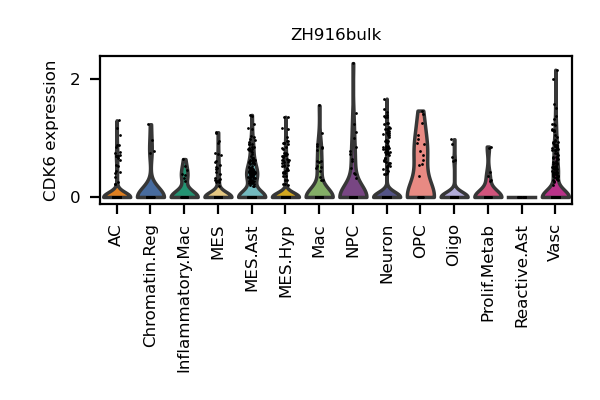 ZH916bulk
CDK6 expression
2
0
AC
Chromatin.Reg
Inflammatory.Mac
MES
MES.Ast
MES.Hyp
Mac
NPC
Neuron
OPC
Oligo
Prolif.Metab
Reactive.Ast
Vasc